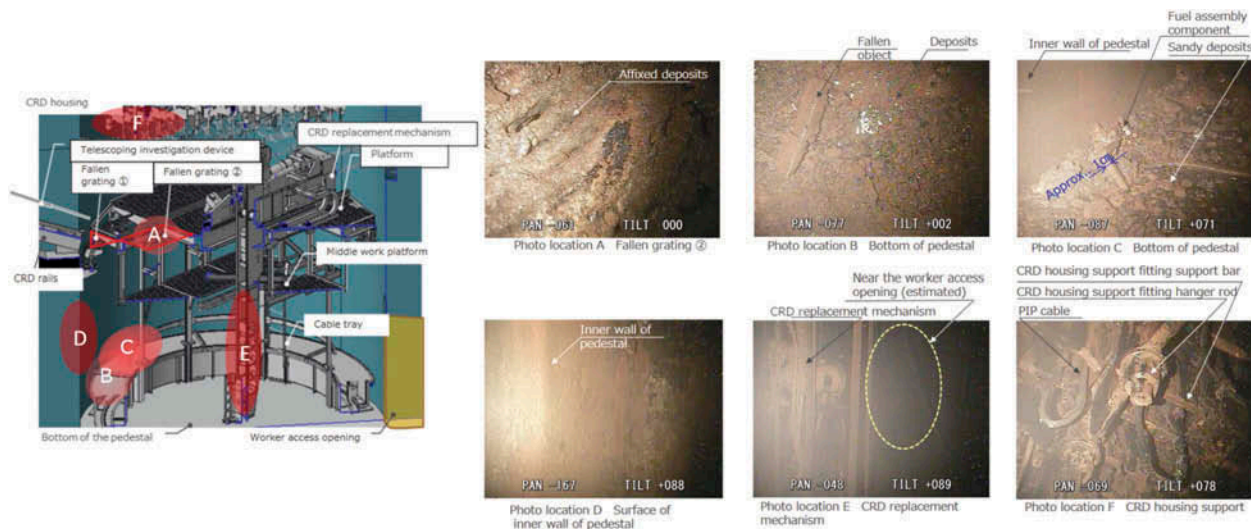 CRD housing
F
CRD replacement mechanism
Telescoping investigation device
Platform
Fallen
grating ①
Fallen grating ②
A
CRD rails
Middle work platform
D
C
B
E
Cable tray
Bottom of the pedestal
Worker access opening
Affixed deposits
PAN -061 TILT 000
Photo location A Fallen grating ②
Fallen
object
Deposits
PAN -077 TILT +002
Photo location B Bottom of pedestal
Fuel assembly
component
Inner wall of pedestal
Sandy deposits
PAN -087 TILT +071
Photo location C Bottom of pedestal
Inner wall of
pedestal
PAN -167 TILT +088
Photo location D Surface of
inner wall of pedestal
Near the worker access
opening (estimated)
CRD replacement mechanism
PAN -048 TILT +089
Photo location E CRD replacement
mechanism
CRD housing support fitting support bar
CRD housing support fitting hanger rod
PIP cable
PAN -069 TILT +078
Photo location F CRD housing support